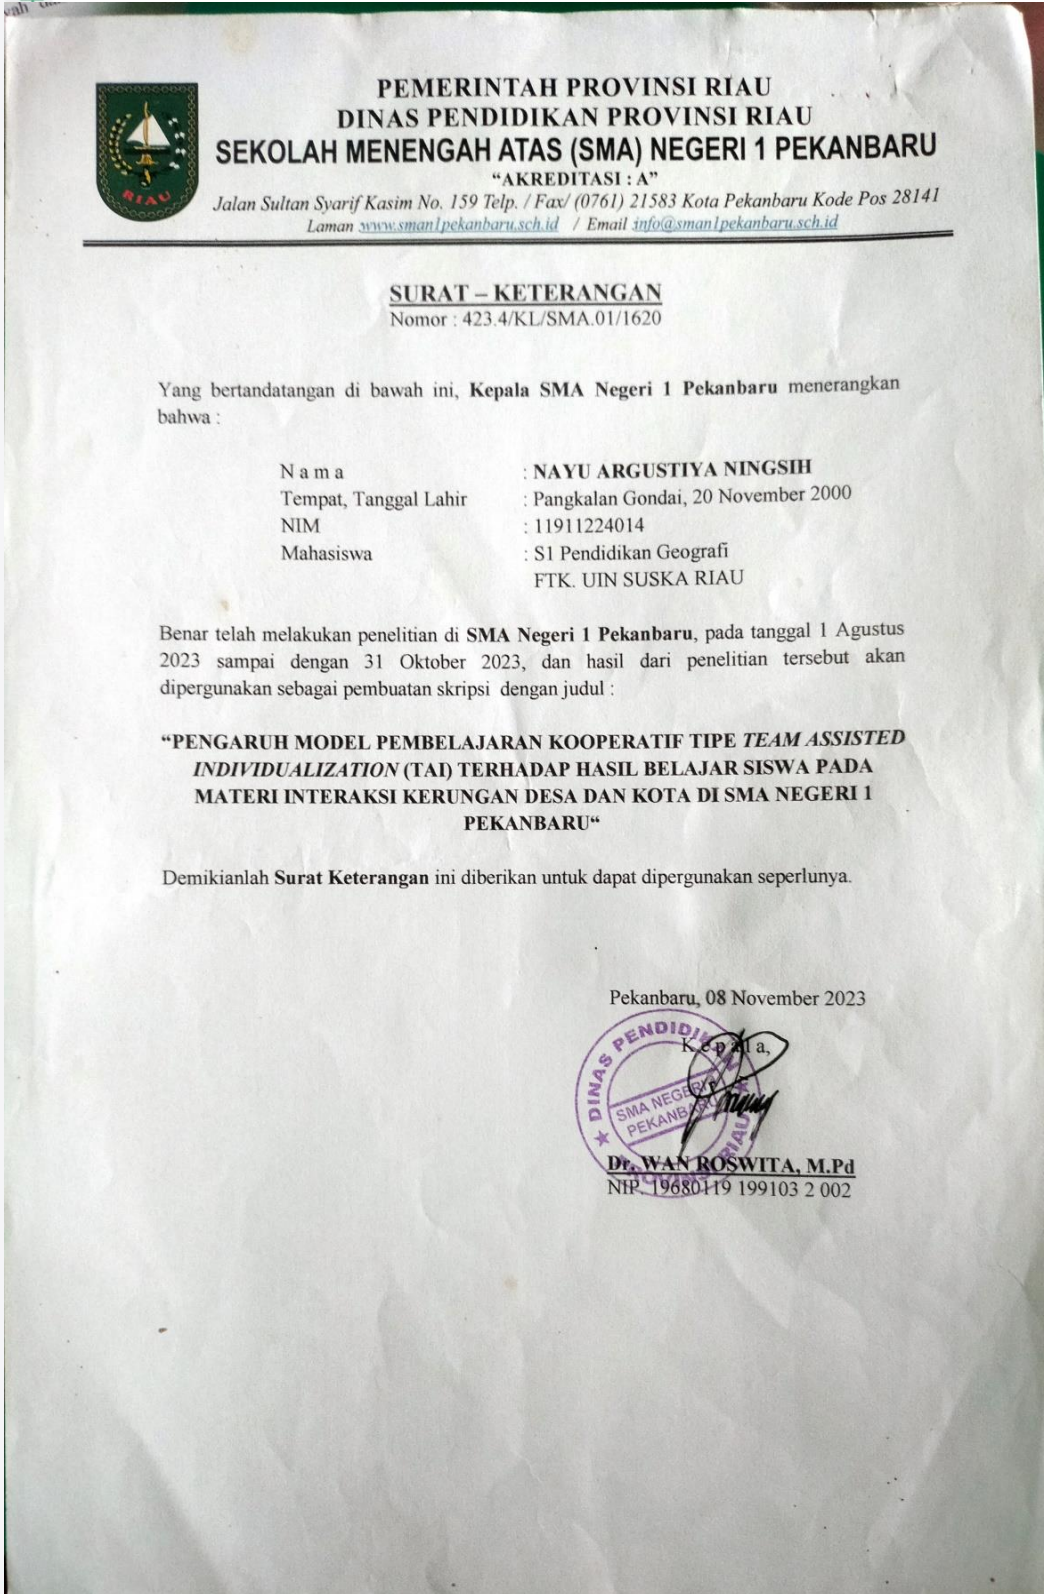 PEMERINTAH PROVINSI RIAU
DINAS PENDIDIKAN PROVINSI RIAU
SEKOLAH MENENGAH ATAS (SMA) NEGERI 1 PEKANBARU
“AKREDITASI : A”
Jalan Sultan Syarif Kasim No. 159 Telp. / Fax/ (0761) 21583 Kota Pekanbaru Kode Pos 28141
Laman www.sman1pekanbaru.sch.id / Email info@sman1pekanbaru.sch.id
RIAU
SURAT – KETERANGAN
Nomor : 423.4/KL/SMA.01/1620
Yang bertandatangan di bawah ini, Kepala SMA Negeri 1 Pekanbaru menerangkan
bahwa :
N a m a : NAYU ARGUSTIYA NINGSIH
Tempat, Tanggal Lahir : Pangkalan Gondai, 20 November 2000
NIM : 11911224014
Mahasiswa : S1 Pendidikan Geografi
FTK. UIN SUSKA RIAU
Benar telah melakukan penelitian di SMA Negeri 1 Pekanbaru, pada tanggal 1 Agustus
2023 sampai dengan 31 Oktober 2023, dan hasil dari penelitian tersebut akan
dipergunakan sebagai pembuatan skripsi dengan judul :
“PENGARUH MODEL PEMBELAJARAN KOOPERATIF TIPE TEAM ASSISTED
INDIVIDUALIZATION (TAI) TERHADAP HASIL BELAJAR SISWA PADA
MATERI INTERAKSI KERUNGAN DESA DAN KOTA DI SMA NEGERI 1
PEKANBARU“
Demikianlah Surat Keterangan ini diberikan untuk dapat dipergunakan seperlunya.
Pekanbaru, 08 November 2023
K e p a l a,
DINAS PENDIDIKAN
SMA NEGERI 1
PEKANBARU
PROVINSI RIAU
Dr. WAN ROSWITA, M.Pd
NIP. 19680119 199103 2 002